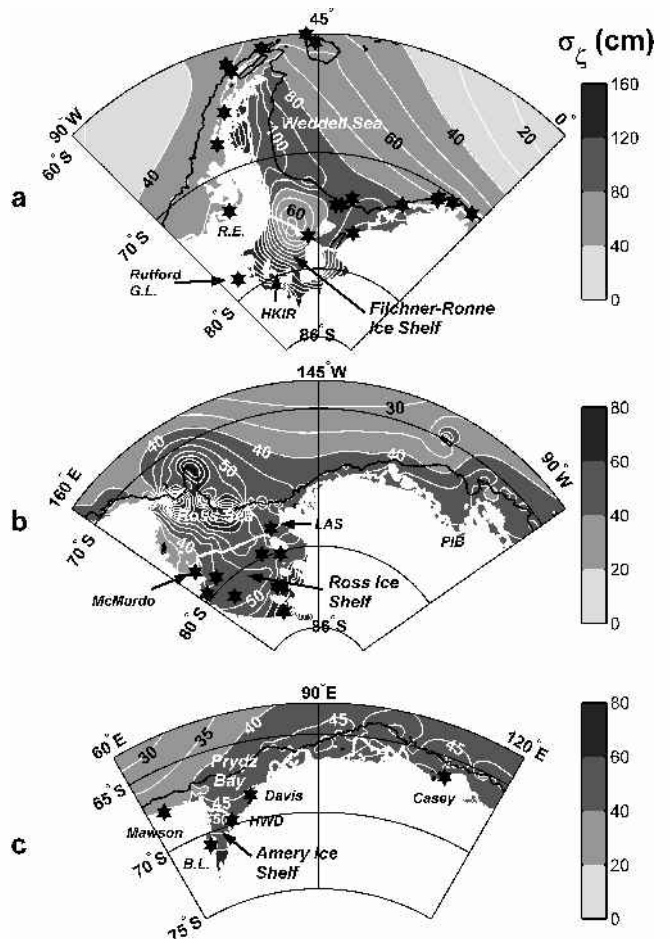 45°
σζ (cm)
160
120
80
40
0
90°W
60°S
0°
80
Weddell Sea
100
60
40
20
40
60
a
70°S
R.E.
Rutford
G.L.
HKIR
80°S
Filchner-Ronne
Ice Shelf
86°S
145°W
30
80
60
40
20
0
40
50
40
40
160°E
90°W
70°S
Ross Sea
b
40
LAS
PIB
McMordo
Ross Ice
Shelf
50
80°S
86°S
90°E
80
60
40
20
0
60°E
30
35
40
45
45
120°E
65°S
Prydz
Bay
45
50
Davis
Casey
Mawson
HWD
c
70°S
B.L.
Amery Ice
Shelf
75°S